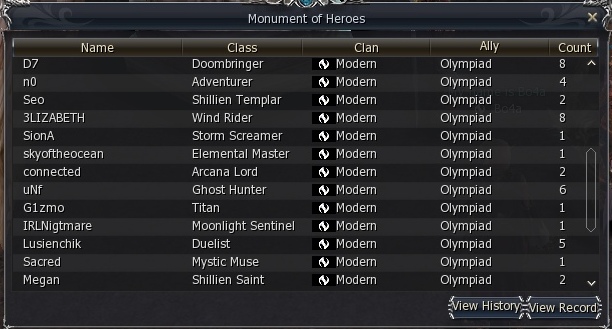 Monument of Heroes
Name Class Clan Ally Count
D7 Doombringer Modern Olympiad 8
n0 Adventurer Modern Olympiad 4
Seo Shillien Templar Modern Olympiad 2
3LIZABETH Wind Rider Modern Olympiad 8
SionA Storm Screamer Modern Olympiad 1
skyoftheocean Elemental Master Modern Olympiad 1
connected Arcana Lord Modern Olympiad 2
uNf Ghost Hunter Modern Olympiad 6
G1zmo Titan Modern Olympiad 1
IRLNigtmare Moonlight Sentinel Modern Olympiad 1
Lusienchik Duelist Modern Olympiad 5
Sacred Mystic Muse Modern Olympiad 1
Megan Shillien Saint Modern Olympiad 2
View History View Record